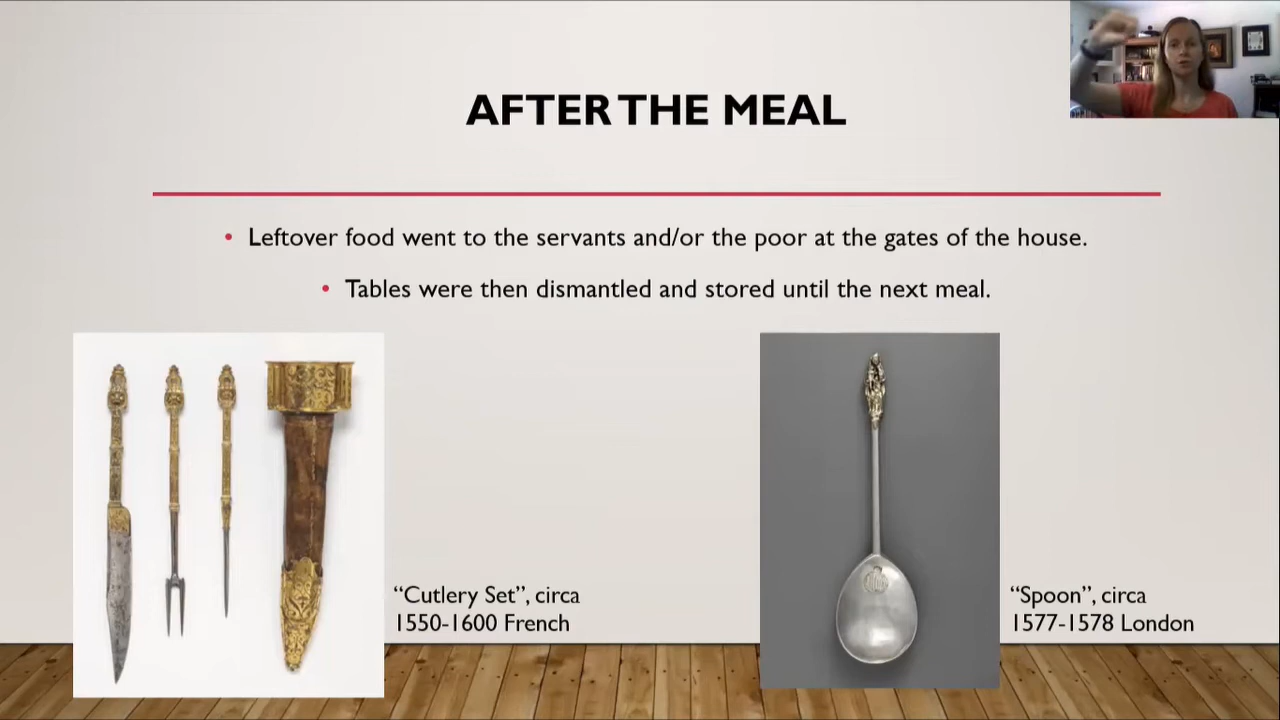 AFTER THE MEAL
• Leftover food went to the servants and/or the poor at the gates of the house.
• Tables were then dismantled and stored until the next meal.
“Cutlery Set”, circa
1550-1600 French
“Spoon”, circa
1577-1578 London